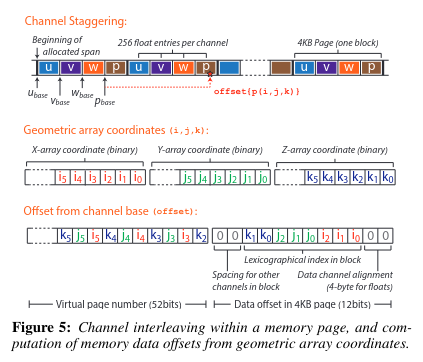 Channel Staggering:
Beginning of
allocated span
256 float entries per channel
4KB Page (one block)
u v w p u v w p u v w p
u_base v_base w_base p_base
offset{p(i,j,k)}
Geometric array coordinates (i,j,k):
X-array coordinate (binary) Y-array coordinate (binary) Z-array coordinate (binary)
i5 i4 i3 i2 i1 i0 j5 j4 j3 j2 j1 j0 k5 k4 k3 k2 k1 k0
Offset from channel base (offset):
k5 j5 i5 k4 j4 i4 k3 j3 i3 k2 0 0 k1 k0 j2 j1 j0 i2 i1 i0 0 0
Spacing for other
channels in block
Lexicographical index in block
Data channel alignment
(4-byte for floats)
Virtual page number (52bits) Data offset in 4KB page (12bits)
Figure 5: Channel interleaving within a memory page, and com-
putation of memory data offsets from geometric array coordinates.